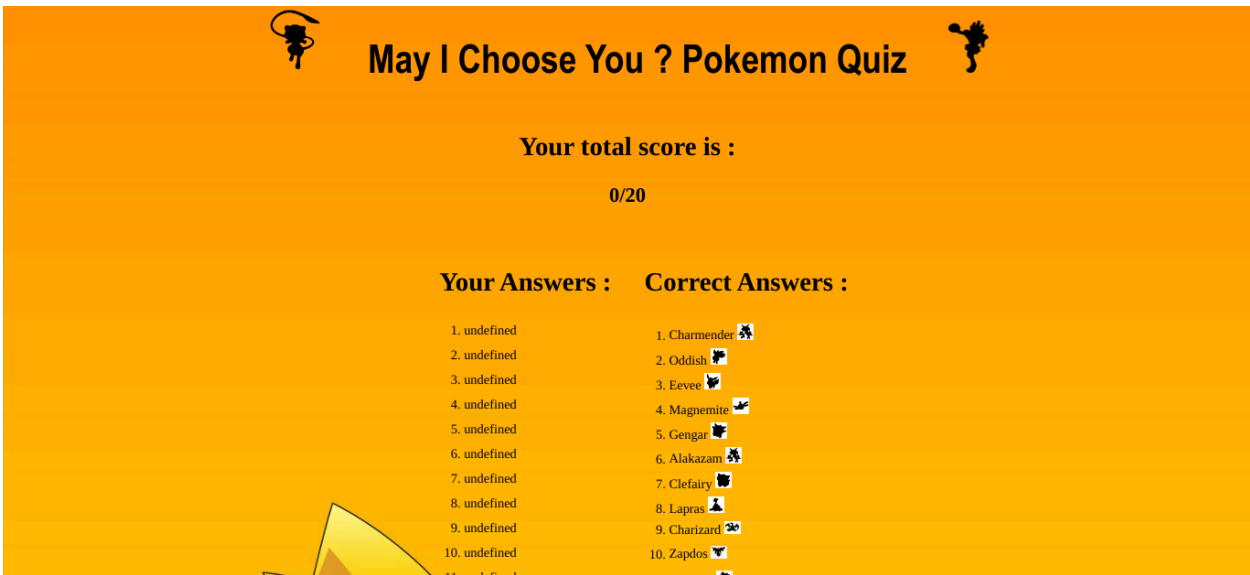 May I Choose You ? Pokemon Quiz
Your total score is :
0/20
Your Answers :
1. undefined
2. undefined
3. undefined
4. undefined
5. undefined
6. undefined
7. undefined
8. undefined
9. undefined
10. undefined
Correct Answers :
1. Charmender
2. Oddish
3. Eevee
4. Magnemite
5. Gengar
6. Alakazam
7. Clefairy
8. Lapras
9. Charizard
10. Zapdos